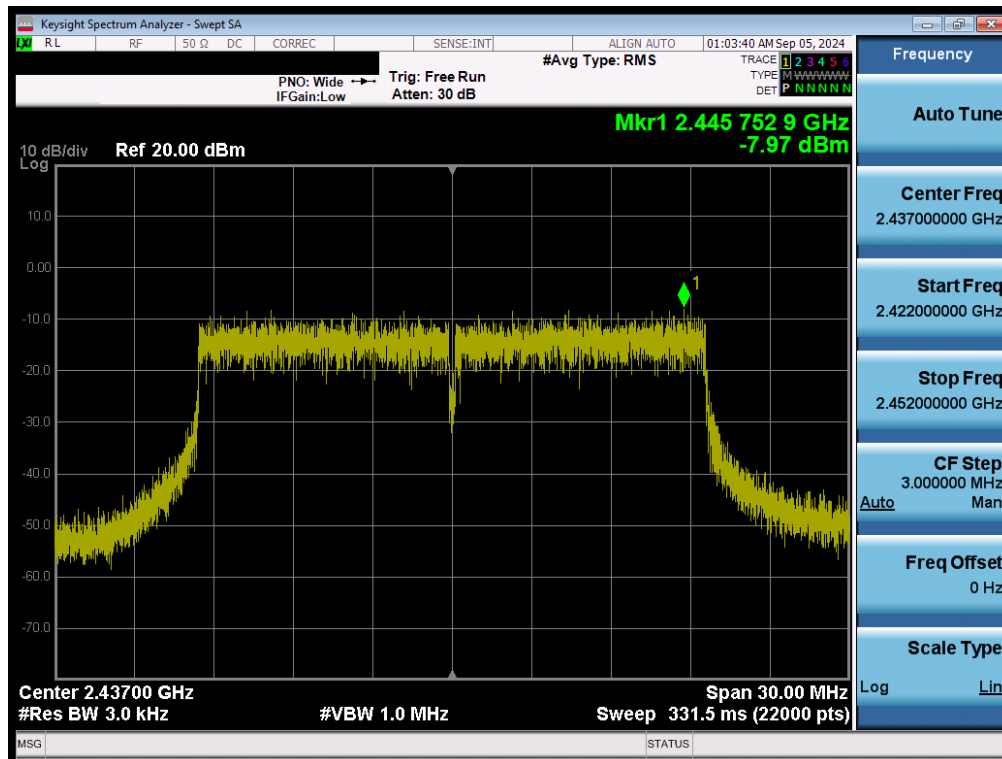 Keysight Spectrum Analyzer - Swept SA
LXI RL RF 50 Ω DC CORREC SENSE:INT ALIGN AUTO 01:03:40 AM Sep 05, 2024
PNO: Wide
IFGain:Low
Trig: Free Run
Atten: 30 dB
#Avg Type: RMS
TRACE 1 2 3 4 5 6
TYPE M WWWWW
DET P N N N N N
Mkr1 2.445 752 9 GHz
-7.97 dBm
10 dB/div
Log
Ref 20.00 dBm
1
10.0
0.00
-10.0
-20.0
-30.0
-40.0
-50.0
-60.0
-70.0
Center 2.43700 GHz
Span 30.00 MHz
#Res BW 3.0 kHz
#VBW 1.0 MHz
Sweep 331.5 ms (22000 pts)
MSG
STATUS
Frequency
Auto Tune
Center Freq
2.437000000 GHz
Start Freq
2.422000000 GHz
Stop Freq
2.452000000 GHz
CF Step
3.000000 MHz
Auto Man
Freq Offset
0 Hz
Scale Type
Log Lin